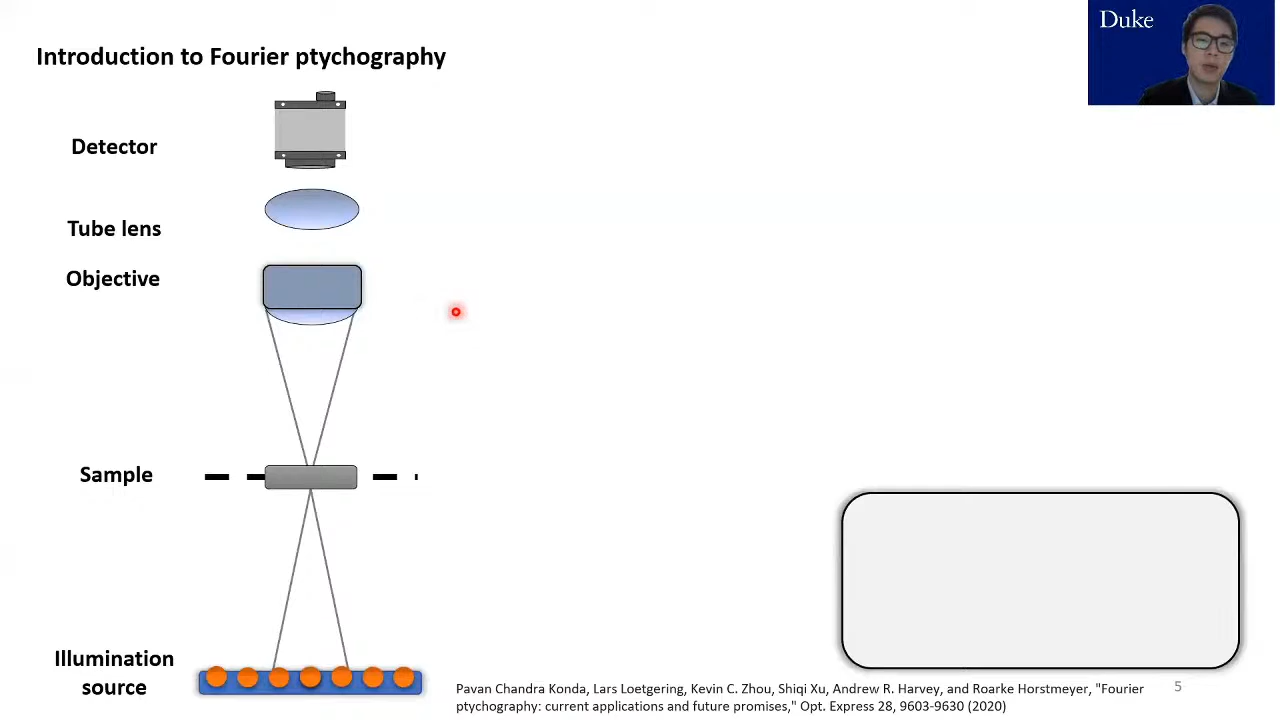 Duke
Introduction to Fourier ptychography
Detector
Tube lens
Objective
Sample
Illumination
source
Pavan Chandra Konda, Lars Loetgering, Kevin C. Zhou, Shiqi Xu, Andrew R. Harvey, and Roarke Horstmeyer, "Fourier
ptychography: current applications and future promises," Opt. Express 28, 9603-9630 (2020)
5